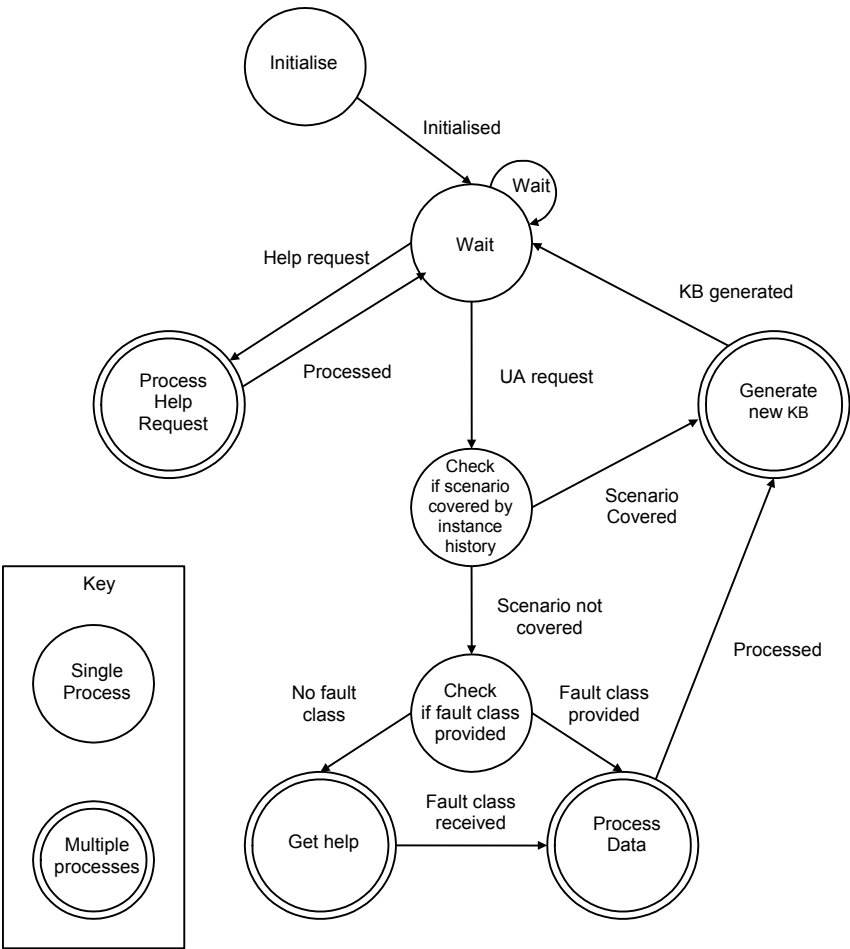 Initialise
Initialised
Wait
Wait
Help request
KB generated
Processed
UA request
Process
Help
Request
Generate
new KB
Check
if scenario
covered by
instance
history
Scenario
Covered
Key
Scenario not
covered
Single
Process
Processed
No fault
class
Check
if fault class
provided
Fault class
provided
Multiple
processes
Get help
Fault class
received
Process
Data